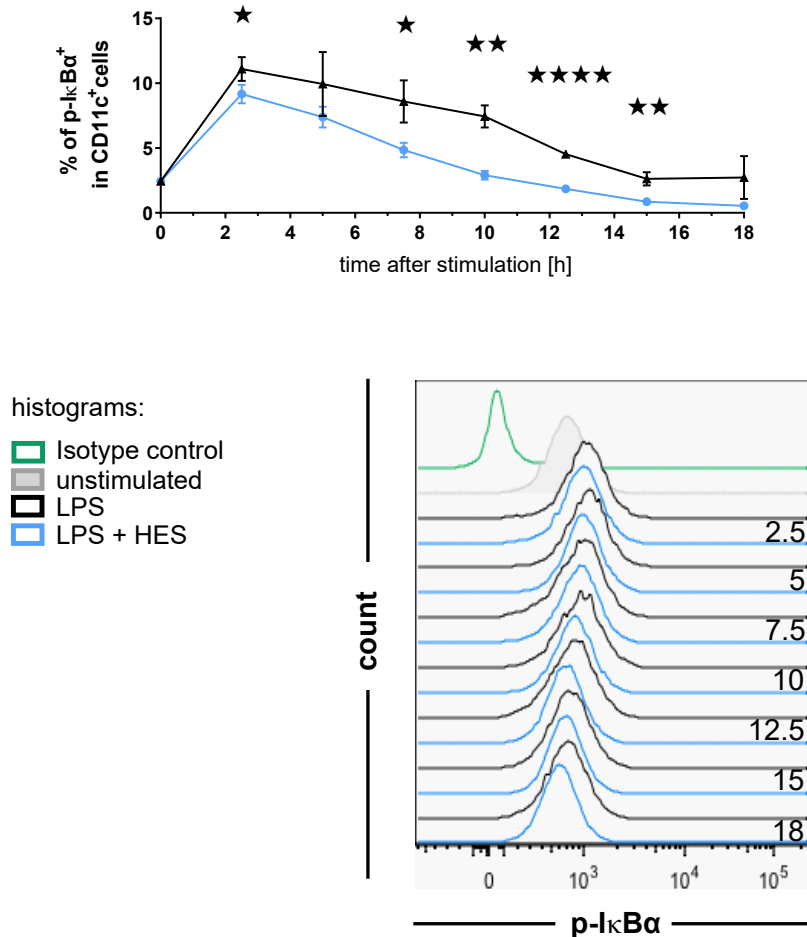 15
10
5
0
% of p-IκBα⁺
in CD11c⁺cells
★
★
★★
★★★★
★★
0 2 4 6 8 10 12 14 16 18
time after stimulation [h]
histograms:
Isotype control
unstimulated
LPS
LPS + HES
count
2.5
5
7.5
10
12.5
15
18
0 10³ 10⁴ 10⁵
p-IκBα